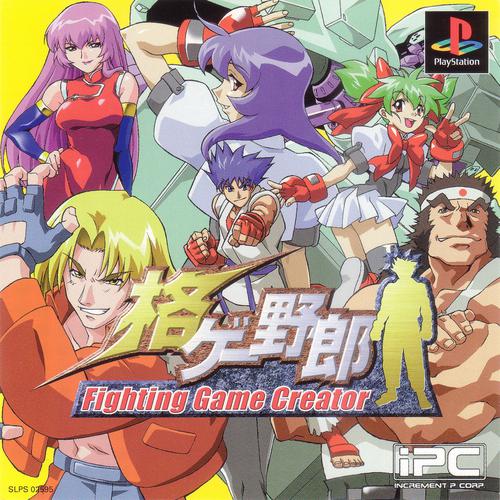 PlayStation
格ゲー野郎
Fighting Game Creator
iPC
INCREMENT P CORP.
SLPS 02595